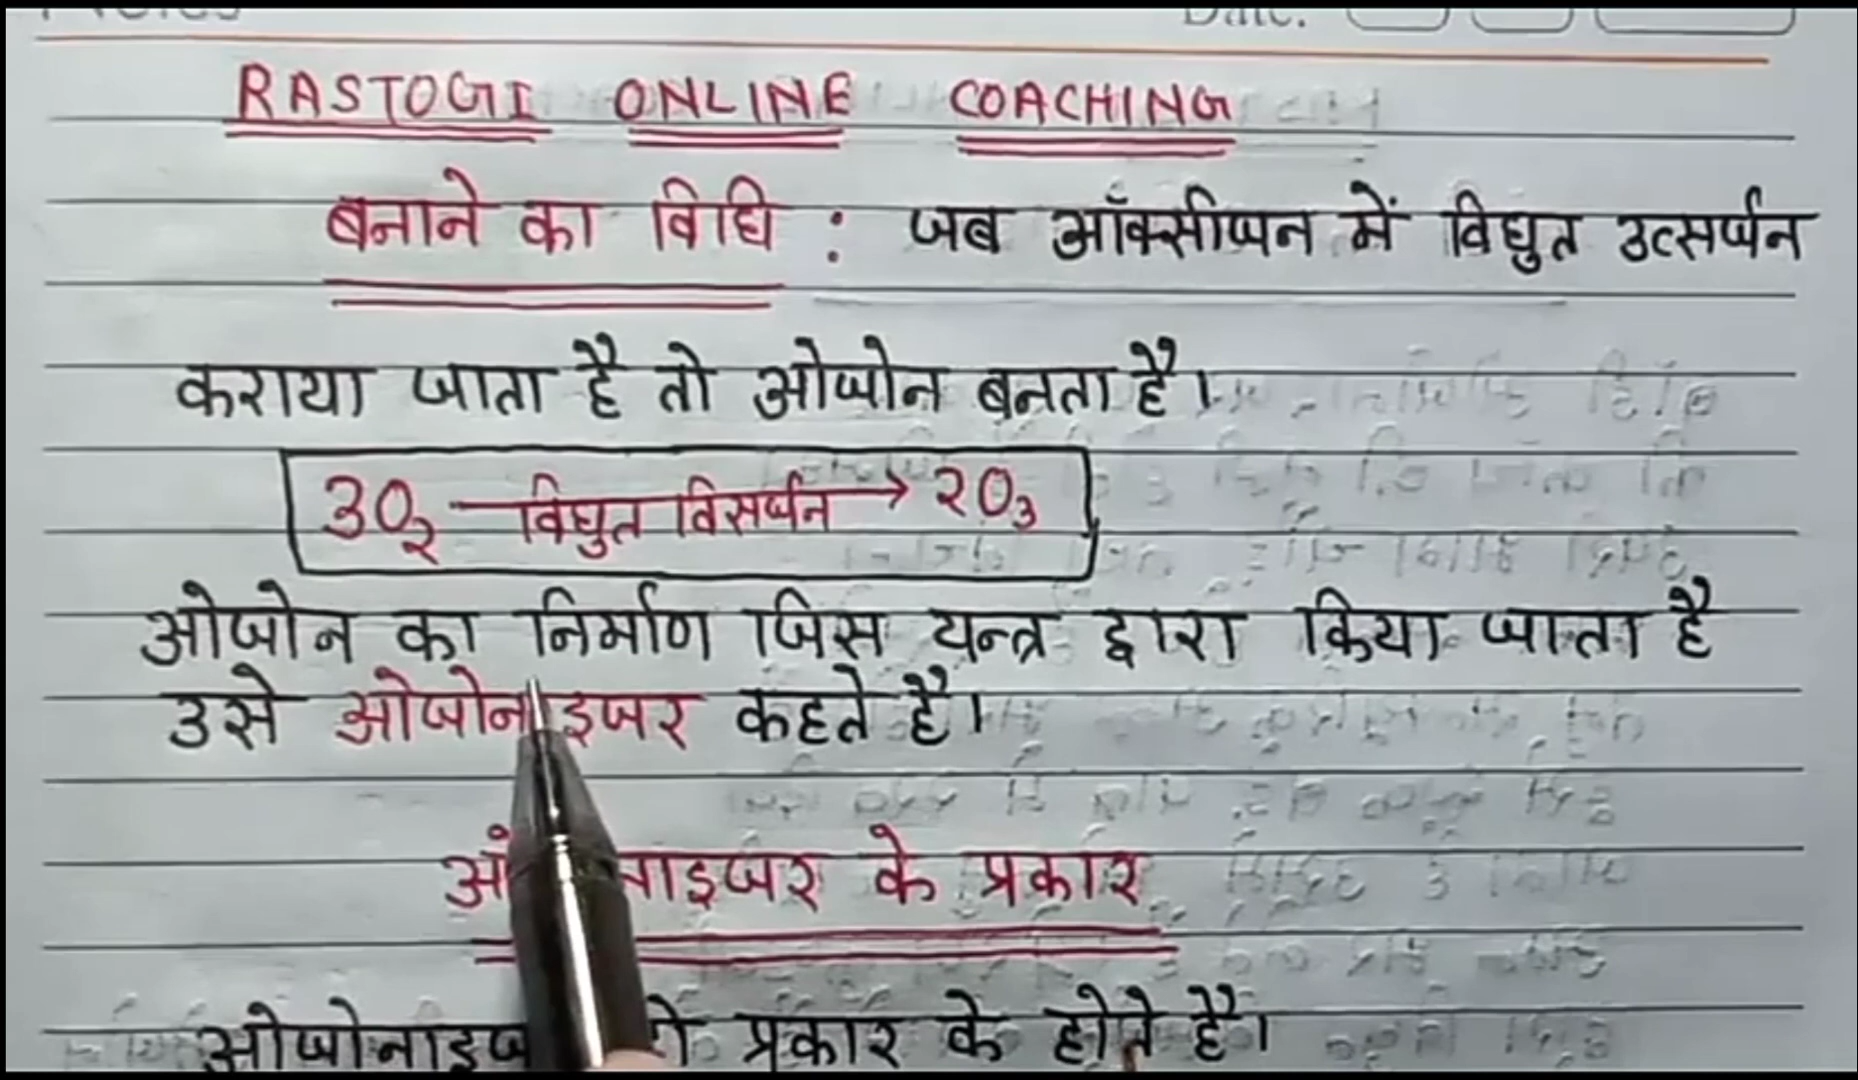 RASTOGI ONLINE COACHING
बनाने का विधि : जब ऑक्सीजन में विधुत उत्सर्जन
कराया जाता है तो ओजोन बनता है।
3O₂ विधुत विसर्जन → 2O₃
ओजोन का निर्माण जिस यन्त्र द्वारा किया जाता है
उसे ओजोनाइजर कहते है।
के प्रकार
प्रकार के होते है।